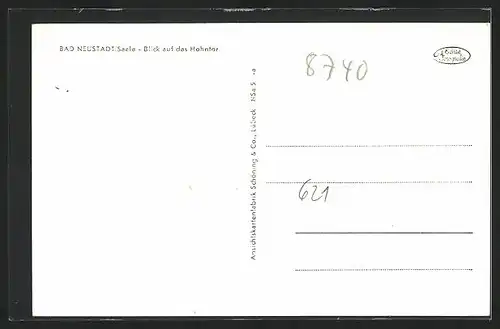 BAD NEUSTADT/Saale - Blick auf das Hohntor
8740
Ansichtskartenfabrik Schöning & Co., Lübeck
621